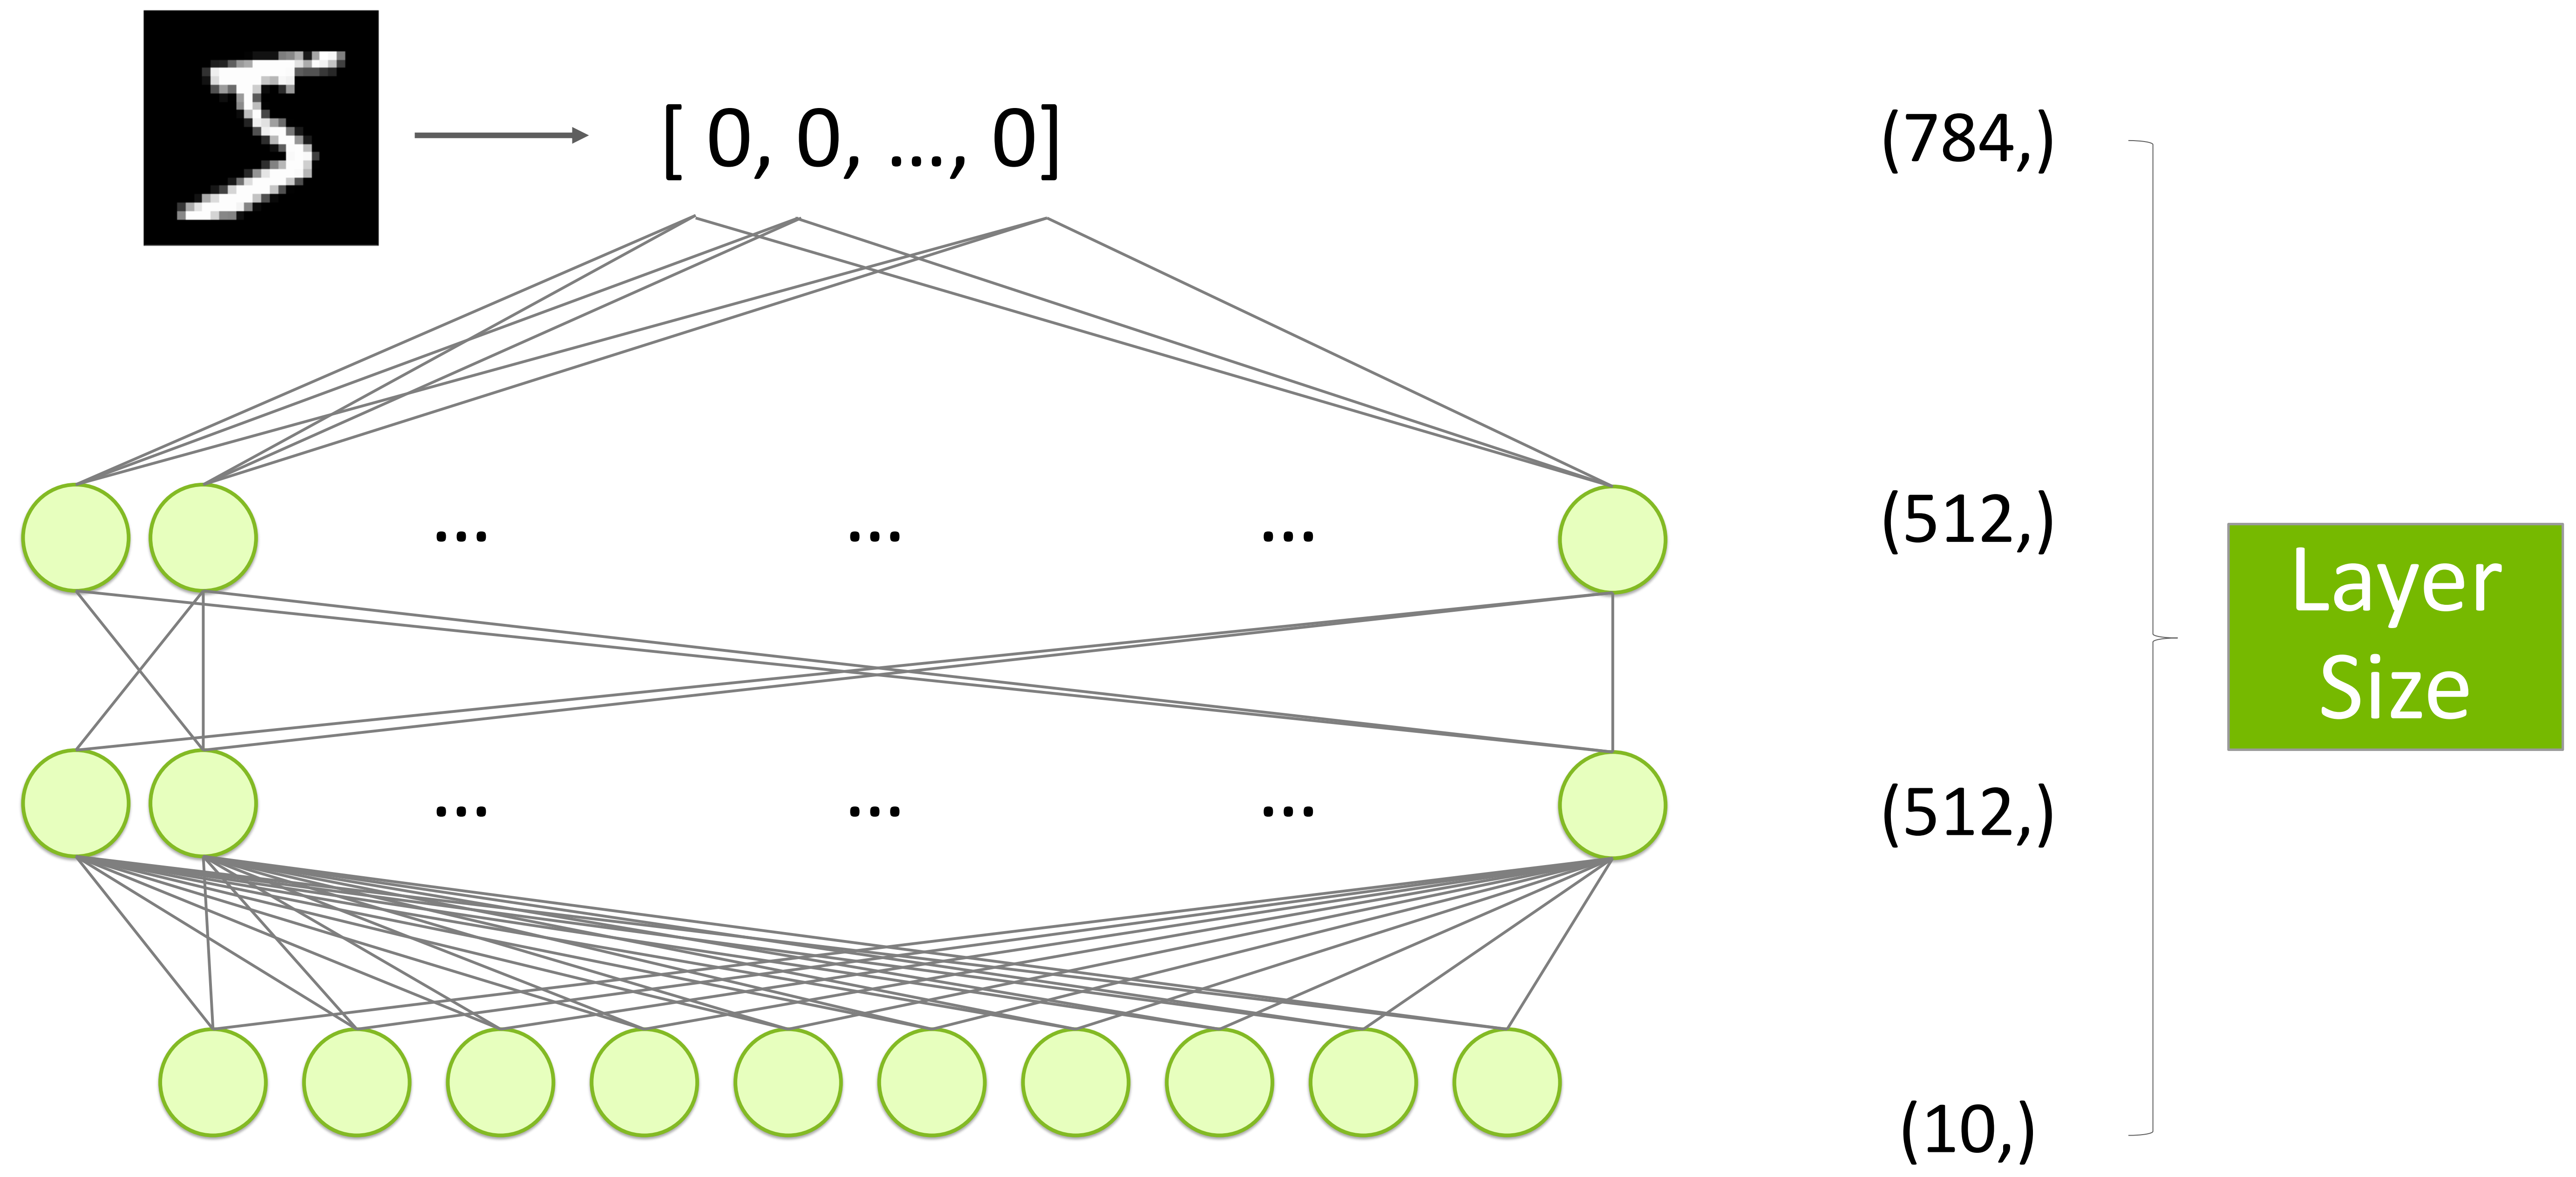 [ 0, 0, ..., 0]
(784,)
... ... ...
(512,)
Layer
Size
... ... ...
(512,)
(10,)